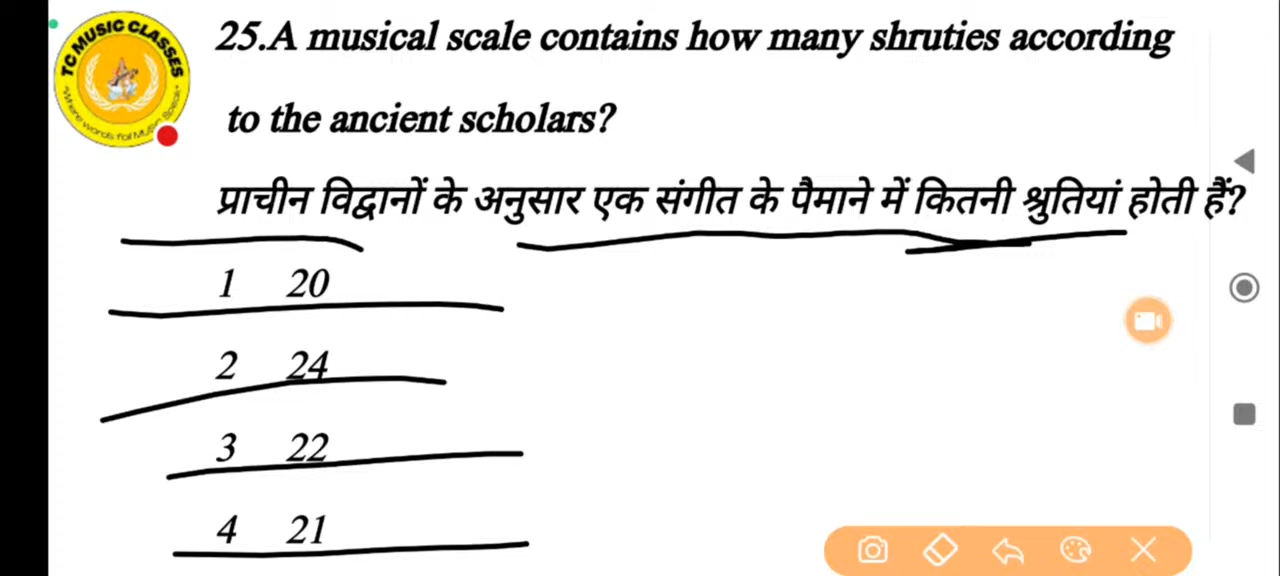 TC MUSIC CLASSES
25.A musical scale contains how many shruties according
to the ancient scholars?
प्राचीन विद्वानों के अनुसार एक संगीत के पैमाने में कितनी श्रुतियां होती हैं?
1 20
2 24
3 22
4 21